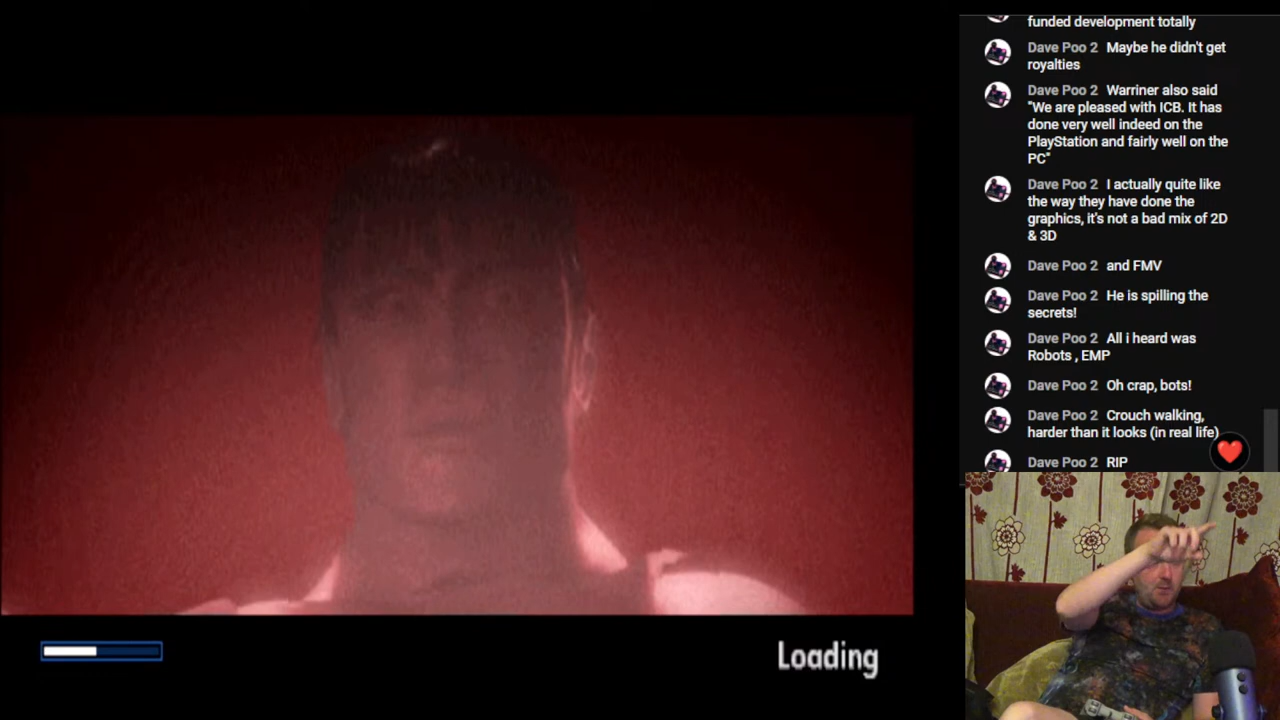 funded development totally
Dave Poo 2 Maybe he didn't get
royalties
Dave Poo 2 Warriner also said
"We are pleased with ICB. It has
done very well indeed on the
PlayStation and fairly well on the
PC"
Dave Poo 2 I actually quite like
the way they have done the
graphics, it's not a bad mix of 2D
& 3D
Dave Poo 2 and FMV
Dave Poo 2 He is spilling the
secrets!
Dave Poo 2 All i heard was
Robots , EMP
Dave Poo 2 Oh crap, bots!
Dave Poo 2 Crouch walking,
harder than it looks (in real life)
Dave Poo 2 RIP
Loading